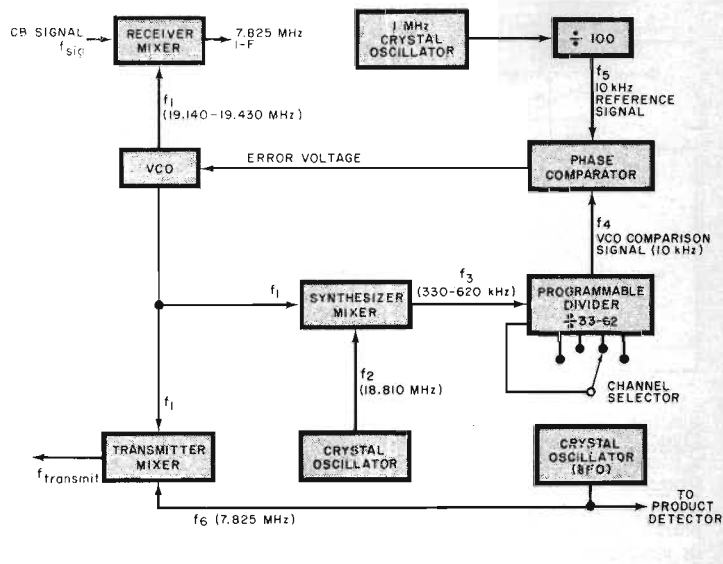 CB SIGNAL
fsig
RECEIVER
MIXER
7.825 MHz
I-F
1 MHz
CRYSTAL
OSCILLATOR
÷ 100
f1
(19.140-19.430 MHz)
f5
10 kHz
REFERENCE
SIGNAL
VCO
ERROR VOLTAGE
PHASE
COMPARATOR
f4
VCO COMPARISON
SIGNAL (10 kHz)
f1
SYNTHESIZER
MIXER
f3
(330-620 kHz)
PROGRAMMABLE
DIVIDER
÷33-62
f2
(18.810 MHz)
CHANNEL
SELECTOR
f1
TRANSMITTER
MIXER
ftransmit
CRYSTAL
OSCILLATOR
CRYSTAL
OSCILLATOR
(BFO)
f6 (7.825 MHz)
TO
PRODUCT
DETECTOR